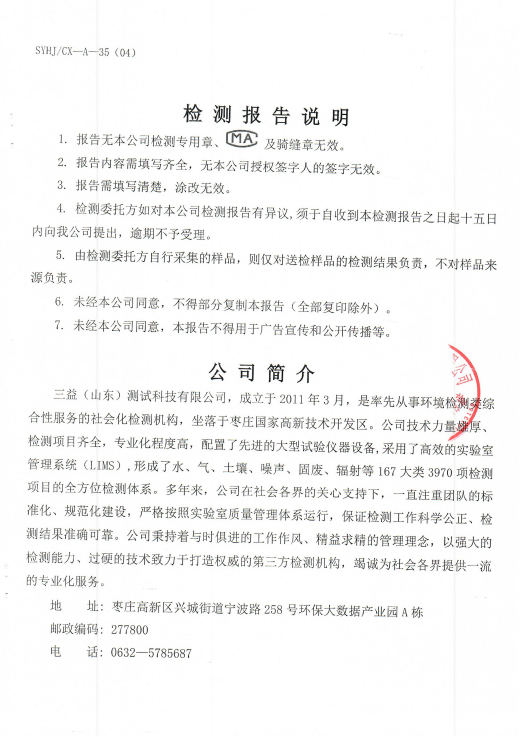 SYHJ/CX—A—35（04）
检测报告说明
1. 报告无本公司检测专用章、MA 及骑缝章无效。
2. 报告内容需填写齐全，无本公司授权签字人的签字无效。
3. 报告需填写清楚，涂改无效。
4. 检测委托方如对本公司检测报告有异议,须于自收到本检测报告之日起十五日
内向我公司提出，逾期不予受理。
5. 由检测委托方自行采集的样品，则仅对送检样品的检测结果负责，不对样品来
源负责。
6. 未经本公司同意，不得部分复制本报告（全部复印除外）。
7. 未经本公司同意，本报告不得用于广告宣传和公开传播等。
公司简介
三益（山东）测试科技有限公司，成立于 2011 年 3 月，是率先从事环境检测类综
合性服务的社会化检测机构，坐落于枣庄国家高新技术开发区。公司技术力量雄厚、
检测项目齐全，专业化程度高，配置了先进的大型试验仪器设备,采用了高效的实验室
管理系统（LIMS）,形成了水、气、土壤、噪声、固废、辐射等 167 大类 3970 项检测
项目的全方位检测体系。多年来，公司在社会各界的关心支持下，一直注重团队的标
准化、规范化建设，严格按照实验室质量管理体系运行，保证检测工作科学公正、检
测结果准确可靠。公司秉持着与时俱进的工作作风、精益求精的管理理念，以强大的
检测能力、过硬的技术致力于打造权威的第三方检测机构，竭诚为社会各界提供一流
的专业化服务。
地 址: 枣庄高新区兴城街道宁波路 258 号环保大数据产业园 A 栋
邮政编码: 277800
电 话: 0632—5785687
公司